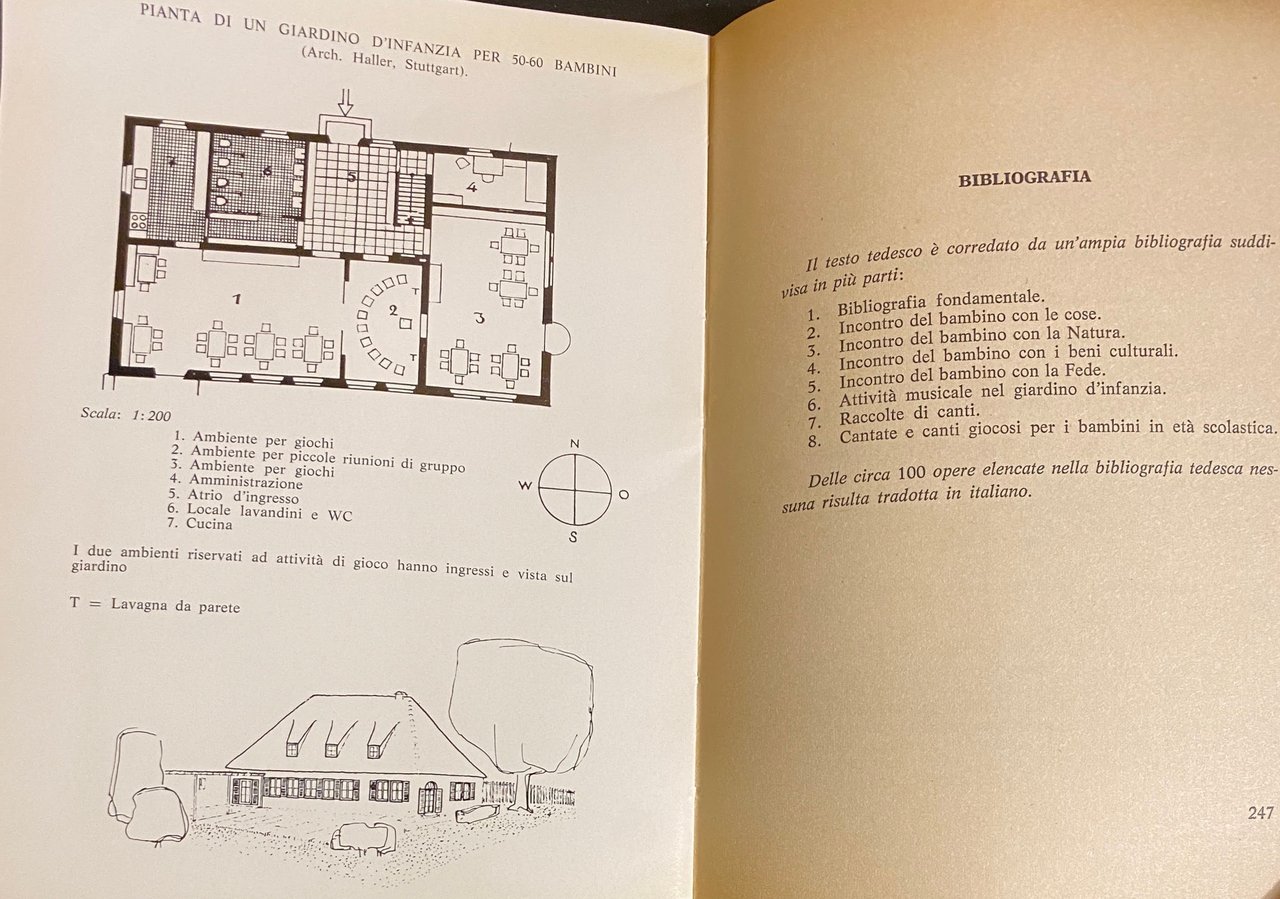 PIANTA DI UN GIARDINO D'INFANZIA PER 50-60 BAMBINI
(Arch. Haller, Stuttgart).
7
6
5
4
1
2
T
T
3
Scala: 1:200
1. Ambiente per giochi
2. Ambiente per piccole riunioni di gruppo
3. Ambiente per giochi
4. Amministrazione
5. Atrio d'ingresso
6. Locale lavandini e WC
7. Cucina
N
W
O
S
I due ambienti riservati ad attività di gioco hanno ingressi e vista sul
giardino
T = Lavagna da parete
BIBLIOGRAFIA
Il testo tedesco è corredato da un'ampia bibliografia suddi-
visa in più parti:
1. Bibliografia fondamentale.
2. Incontro del bambino con le cose.
3. Incontro del bambino con la Natura.
4. Incontro del bambino con i beni culturali.
5. Incontro del bambino con la Fede.
6. Attività musicale nel giardino d'infanzia.
7. Raccolte di canti.
8. Cantate e canti giocosi per i bambini in età scolastica.
Delle circa 100 opere elencate nella bibliografia tedesca nes-
suna risulta tradotta in italiano.
247